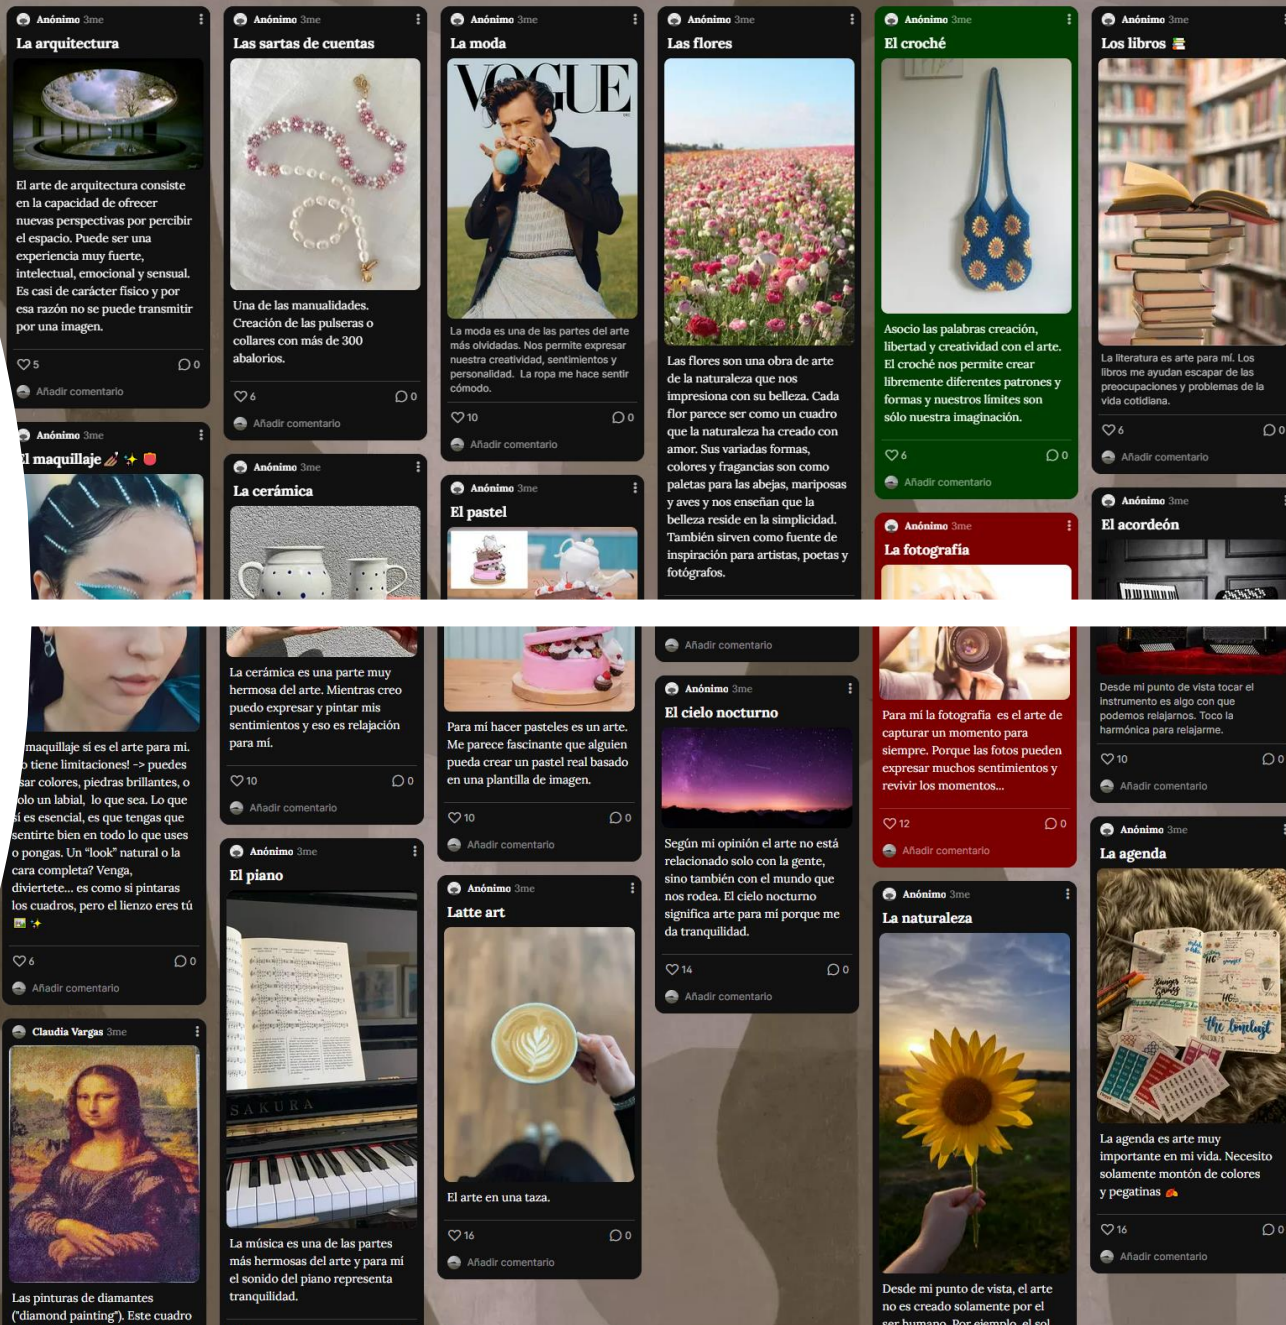 Anónimo 3me
La arquitectura
El arte de arquitectura consiste
en la capacidad de ofrecer
nuevas perspectivas por percibir
el espacio. Puede ser una
experiencia muy fuerte,
intelectual, emocional y sensual.
Es casi de carácter físico y por
esa razón no se puede transmitir
por una imagen.
5 0
Añadir comentario
Anónimo 3me
El maquillaje
maquillaje sí es el arte para mi.
tiene limitaciones! -> puedes
colores, piedras brillantes, o
un labial, lo que sea. Lo que
sí es esencial, es que tengas que
sentirte bien en todo lo que uses
o pongas. Un “look” natural o la
cara completa? Venga,
diviertete... es como si pintaras
los cuadros, pero el lienzo eres tú
6 0
Añadir comentario
Claudia Vargas 3me
Las pinturas de diamantes
("diamond painting"). Este cuadro
Anónimo 3me
Las sartas de cuentas
Una de las manualidades.
Creación de las pulseras o
collares con más de 300
abalorios.
6 0
Añadir comentario
Anónimo 3me
La cerámica
La cerámica es una parte muy
hermosa del arte. Mientras creo
puedo expresar y pintar mis
sentimientos y eso es relajación
para mí.
10 0
Añadir comentario
Anónimo 3me
El piano
SAKURA
La música es una de las partes
más hermosas del arte y para mí
el sonido del piano representa
tranquilidad.
Anónimo 3me
La moda
VOGUE
La moda es una de las partes del arte
más olvidadas. Nos permite expresar
nuestra creatividad, sentimientos y
personalidad. La ropa me hace sentir
cómodo.
10 0
Añadir comentario
Anónimo 3me
El pastel
Para mí hacer pasteles es un arte.
Me parece fascinante que alguien
pueda crear un pastel real basado
en una plantilla de imagen.
10 0
Añadir comentario
Anónimo 3me
Latte art
El arte en una taza.
16 0
Añadir comentario
Anónimo 3me
Las flores
Las flores son una obra de arte
de la naturaleza que nos
impresiona con su belleza. Cada
flor parece ser como un cuadro
que la naturaleza ha creado con
amor. Sus variadas formas,
colores y fragancias son como
paletas para las abejas, mariposas
y aves y nos enseñan que la
belleza reside en la simplicidad.
También sirven como fuente de
inspiración para artistas, poetas y
fotógrafos.
Añadir comentario
Anónimo 3me
El cielo nocturno
Según mi opinión el arte no está
relacionado solo con la gente,
sino también con el mundo que
nos rodea. El cielo nocturno
significa arte para mí porque me
da tranquilidad.
14 0
Añadir comentario
Anónimo 3me
El croché
Asocio las palabras creación,
libertad y creatividad con el arte.
El croché nos permite crear
libremente diferentes patrones y
formas y nuestros límites son
sólo nuestra imaginación.
6 0
Añadir comentario
Anónimo 3me
La fotografía
Para mí la fotografía es el arte de
capturar un momento para
siempre. Porque las fotos pueden
expresar muchos sentimientos y
revivir los momentos...
12 0
Añadir comentario
Anónimo 3me
La naturaleza
Desde mi punto de vista, el arte
no es creado solamente por el
ser humano. Por ejemplo, el sol
Anónimo 3me
Los libros
La literatura es arte para mí. Los
libros me ayudan escapar de las
preocupaciones y problemas de la
vida cotidiana.
6 0
Añadir comentario
Anónimo 3me
El acordeón
Desde mi punto de vista tocar el
instrumento es algo con que
podemos relajarnos. Toco la
harmónica para relajarme.
10 0
Añadir comentario
Anónimo 3me
La agenda
the loneliest
La agenda es arte muy
importante en mi vida. Necesito
solamente montón de colores
y pegatinas
16 0
Añadir comentario